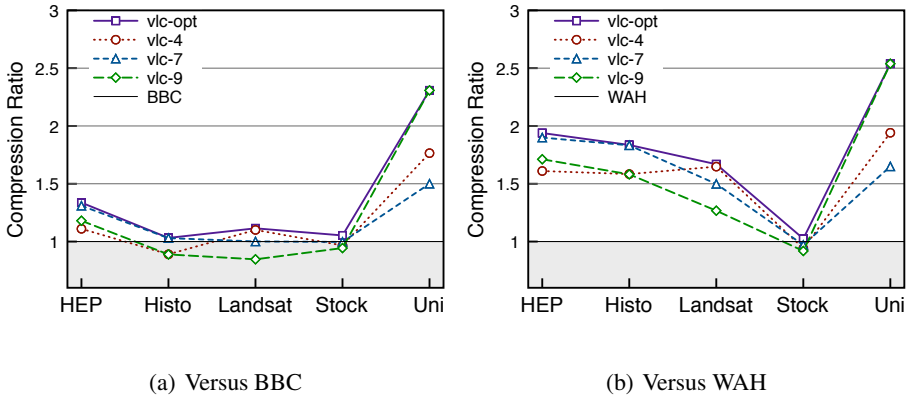 3
2.5
2
1.5
1
Compression Ratio
vlc-opt
vlc-4
vlc-7
vlc-9
BBC
HEP Histo Landsat Stock Uni
(a) Versus BBC
3
2.5
2
1.5
1
Compression Ratio
vlc-opt
vlc-4
vlc-7
vlc-9
WAH
HEP Histo Landsat Stock Uni
(b) Versus WAH